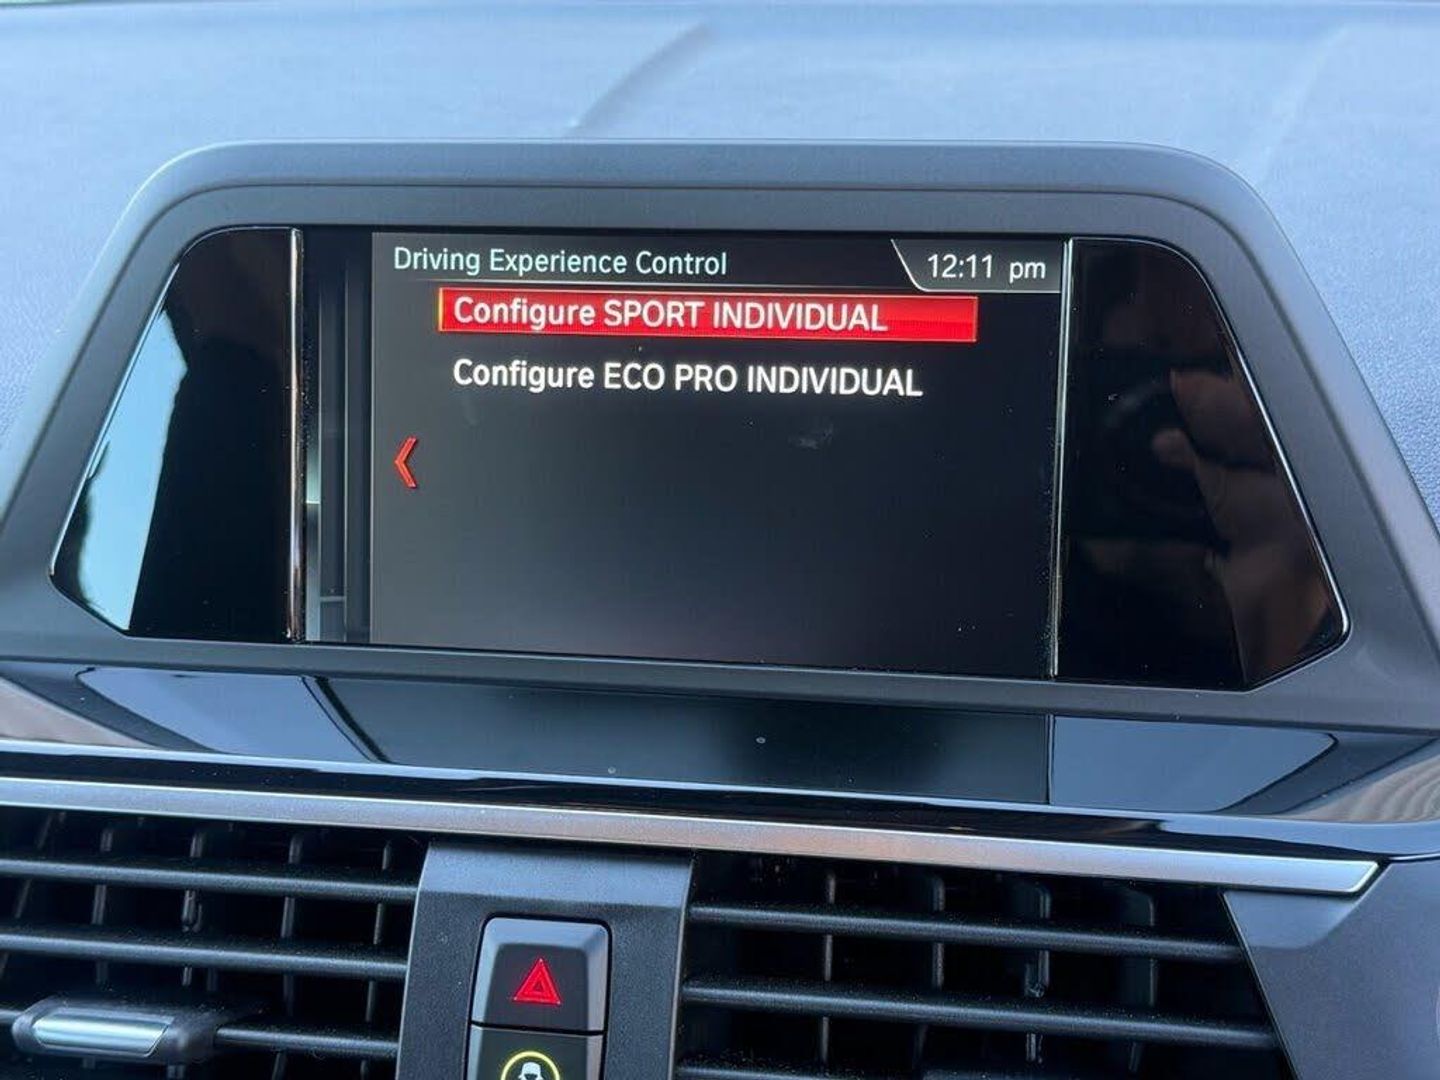 Driving Experience Control
12:11 pm
Configure SPORT INDIVIDUAL
Configure ECO PRO INDIVIDUAL